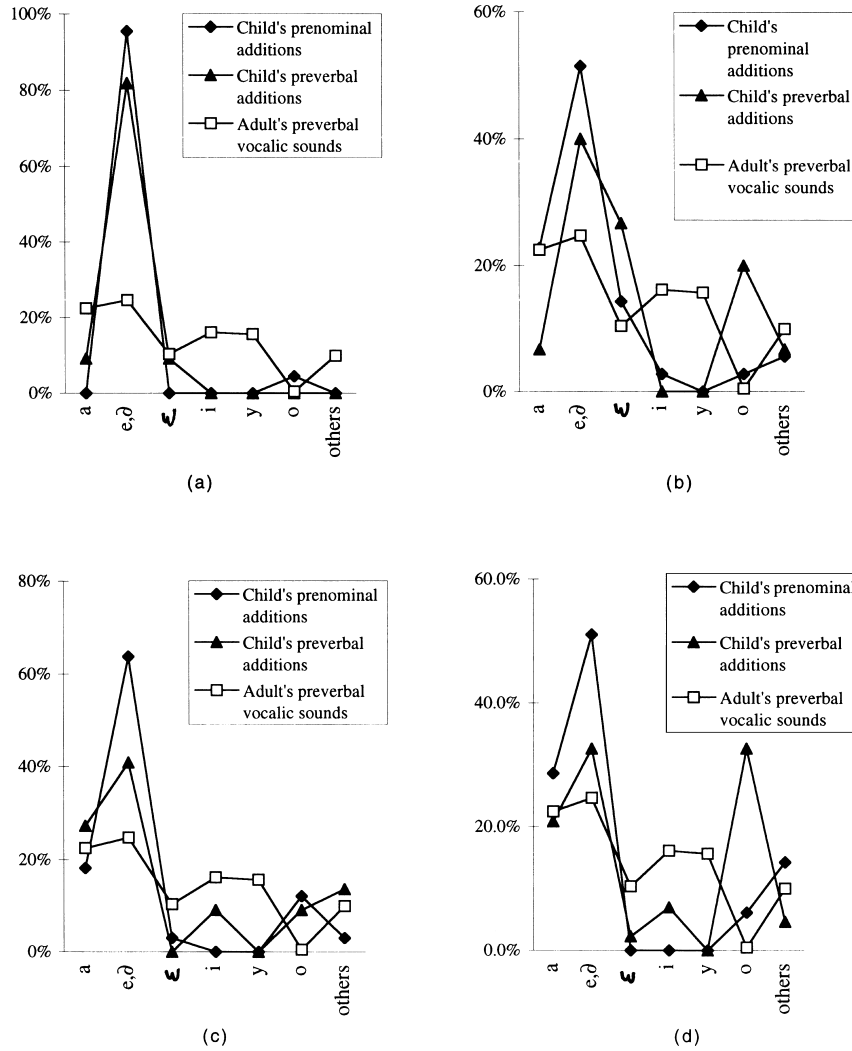 100%
80%
60%
40%
20%
0%
Child's prenominal
additions
Child's preverbal
additions
Adult's preverbal
vocalic sounds
a
e,∂
i
y
o
others
(a)
60%
40%
20%
0%
Child's
prenominal
additions
Child's preverbal
additions
Adult's preverbal
vocalic sounds
a
e,∂
i
y
o
others
(b)
80%
60%
40%
20%
0%
Child's prenominal
additions
Child's preverbal
additions
Adult's preverbal
vocalic sounds
a
e,∂
i
y
o
others
(c)
60.0%
40.0%
20.0%
0.0%
Child's prenominal
additions
Child's preverbal
additions
Adult's preverbal
vocalic sounds
a
e,∂
i
y
o
others
(d)